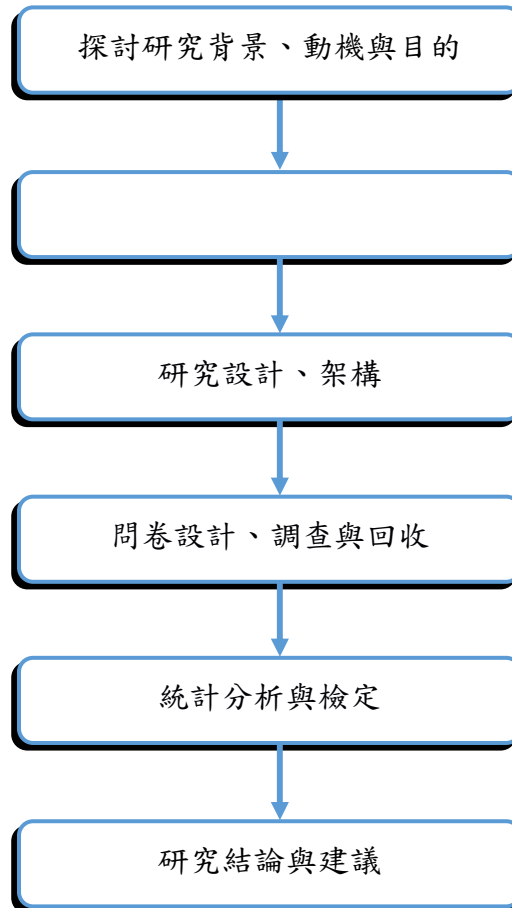 探討研究背景、動機與目的
研究設計、架構
問卷設計、調查與回收
統計分析與檢定
研究結論與建議